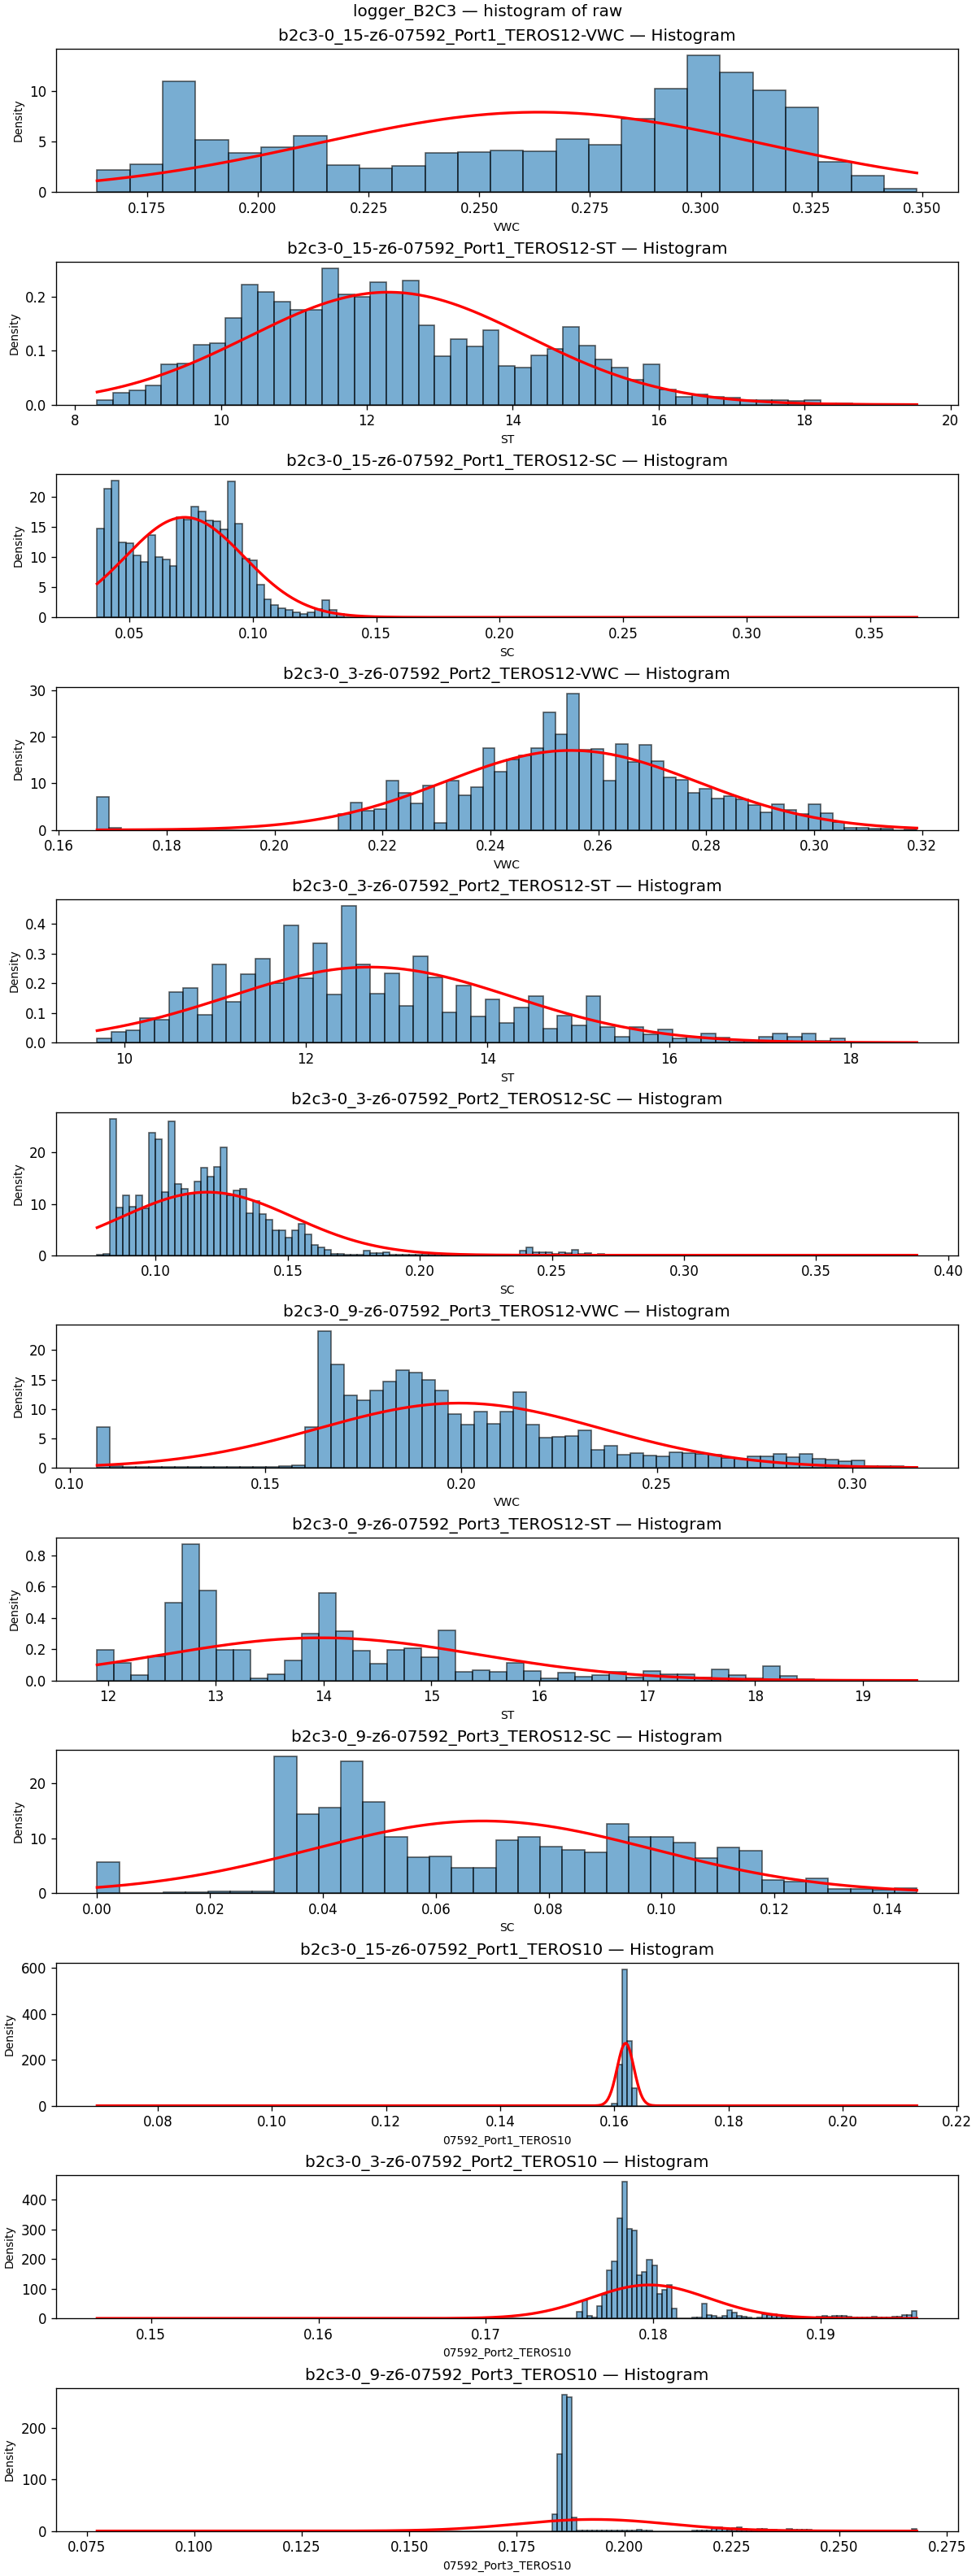 logger_B2C3 — histogram of raw
b2c3-0_15-z6-07592_Port1_TEROS12-VWC — Histogram
Density
10
5
0
0.175 0.200 0.225 0.250 0.275 0.300 0.325 0.350
VWC
b2c3-0_15-z6-07592_Port1_TEROS12-ST — Histogram
Density
0.2
0.1
0.0
8 10 12 14 16 18 20
ST
b2c3-0_15-z6-07592_Port1_TEROS12-SC — Histogram
Density
20
15
10
5
0
0.05 0.10 0.15 0.20 0.25 0.30 0.35
SC
b2c3-0_3-z6-07592_Port2_TEROS12-VWC — Histogram
Density
30
20
10
0
0.16 0.18 0.20 0.22 0.24 0.26 0.28 0.30 0.32
VWC
b2c3-0_3-z6-07592_Port2_TEROS12-ST — Histogram
Density
0.4
0.3
0.2
0.1
0.0
10 12 14 16 18
ST
b2c3-0_3-z6-07592_Port2_TEROS12-SC — Histogram
Density
20
10
0
0.10 0.15 0.20 0.25 0.30 0.35 0.40
SC
b2c3-0_9-z6-07592_Port3_TEROS12-VWC — Histogram
Density
20
15
10
5
0
0.10 0.15 0.20 0.25 0.30
VWC
b2c3-0_9-z6-07592_Port3_TEROS12-ST — Histogram
Density
0.8
0.6
0.4
0.2
0.0
12 13 14 15 16 17 18 19
ST
b2c3-0_9-z6-07592_Port3_TEROS12-SC — Histogram
Density
20
10
0
0.00 0.02 0.04 0.06 0.08 0.10 0.12 0.14
SC
b2c3-0_15-z6-07592_Port1_TEROS10 — Histogram
Density
600
400
200
0
0.08 0.10 0.12 0.14 0.16 0.18 0.20 0.22
07592_Port1_TEROS10
b2c3-0_3-z6-07592_Port2_TEROS10 — Histogram
Density
400
300
200
100
0
0.15 0.16 0.17 0.18 0.19
07592_Port2_TEROS10
b2c3-0_9-z6-07592_Port3_TEROS10 — Histogram
Density
200
100
0
0.075 0.100 0.125 0.150 0.175 0.200 0.225 0.250 0.275
07592_Port3_TEROS10